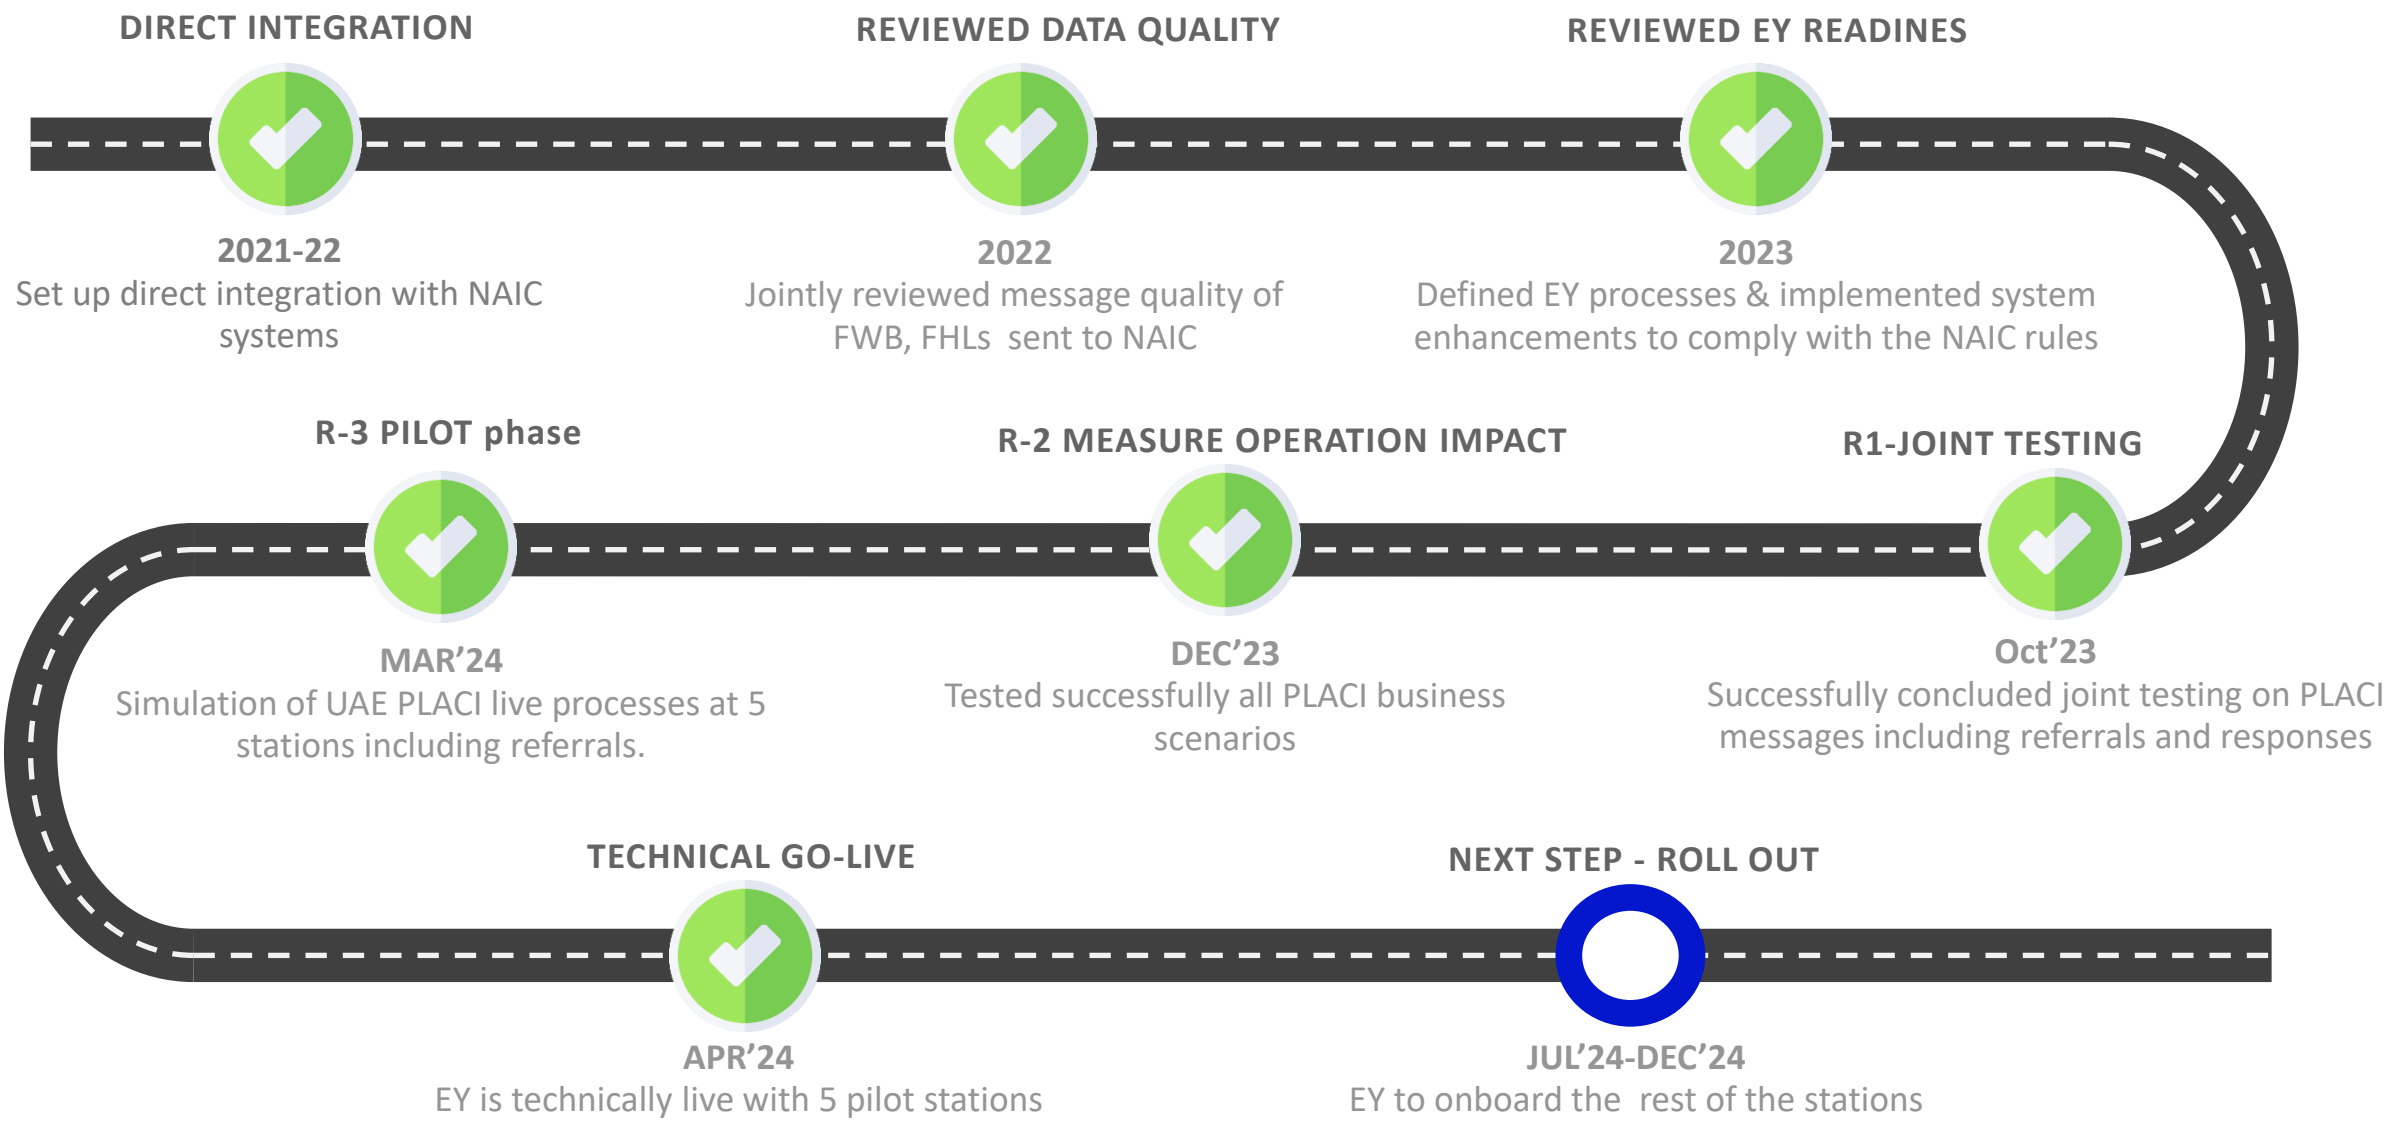 DIRECT INTEGRATION
2021-22
Set up direct integration with NAIC
systems
REVIEWED DATA QUALITY
2022
Jointly reviewed message quality of
FWB, FHLs  sent to NAIC
REVIEWED EY READINES
2023
Defined EY processes & implemented system
enhancements to comply with the NAIC rules
R1-JOINT TESTING
Oct’23
Successfully concluded joint testing on PLACI
messages including referrals and responses
R-2 MEASURE OPERATION IMPACT
DEC’23
Tested successfully all PLACI business
scenarios
R-3 PILOT phase
MAR’24
Simulation of UAE PLACI live processes at 5
stations including referrals.
TECHNICAL GO-LIVE
APR’24
EY is technically live with 5 pilot stations
NEXT STEP - ROLL OUT
JUL’24-DEC’24
EY to onboard the  rest of the stations